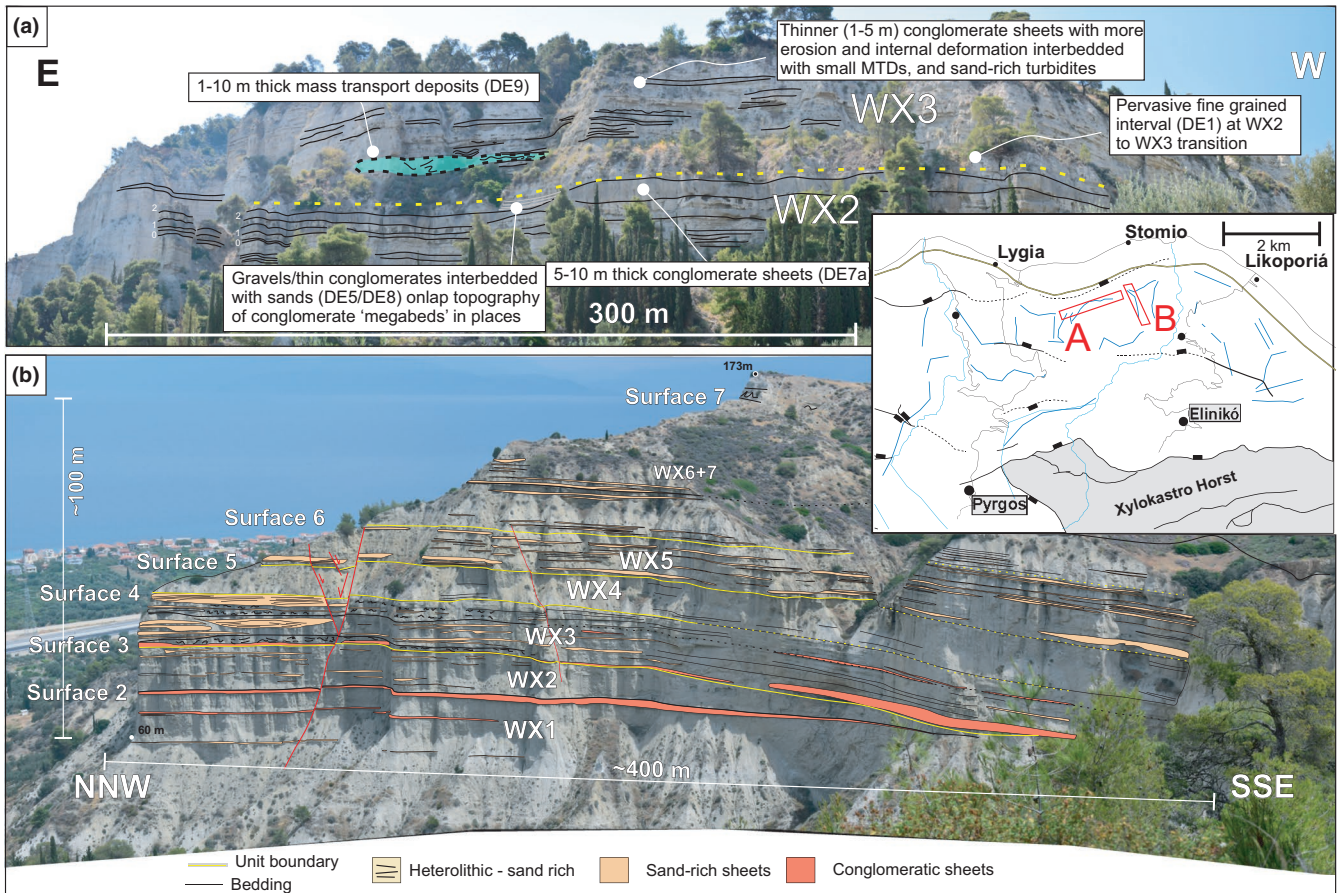 (a)
E
W
1-10 m thick mass transport deposits (DE9)
Thinner (1-5 m) conglomerate sheets with more
erosion and internal deformation interbedded
with small MTDs, and sand-rich turbidites
WX3
Pervasive fine grained
interval (DE1) at WX2
to WX3 transition
WX2
Gravels/thin conglomerates interbedded
with sands (DE5/DE8) onlap topography
of conglomerate ‘megabeds’ in places
5-10 m thick conglomerate sheets (DE7a)
300 m
Lygia
Stomio
2 km
Likoporiá
A
B
Elinikó
Pyrgos
Xylokastro Horst
(b)
173m
Surface 7
~100 m
WX6+7
Surface 6
Surface 5
WX5
WX4
Surface 4
WX3
Surface 3
WX2
Surface 2
WX1
60 m
NNW
~400 m
SSE
Unit boundary
Bedding
Heterolithic - sand rich
Sand-rich sheets
Conglomeratic sheets